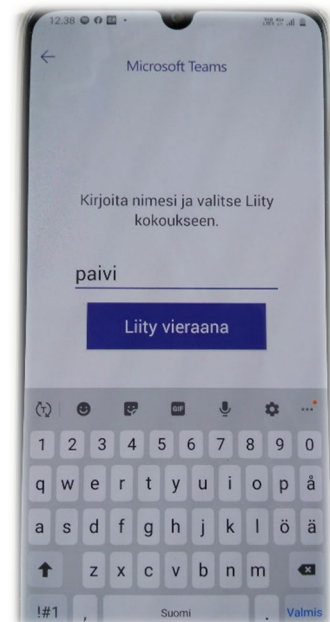 12.38
Microsoft Teams
Kirjoita nimesi ja valitse Liity
kokoukseen.
paivi
Liity vieraana
GIF
1 2 3 4 5 6 7 8 9 0
q w e r t y u i o p å
a s d f g h j k l ö ä
z x c v b n m
!#1 , Suomi . Valmis